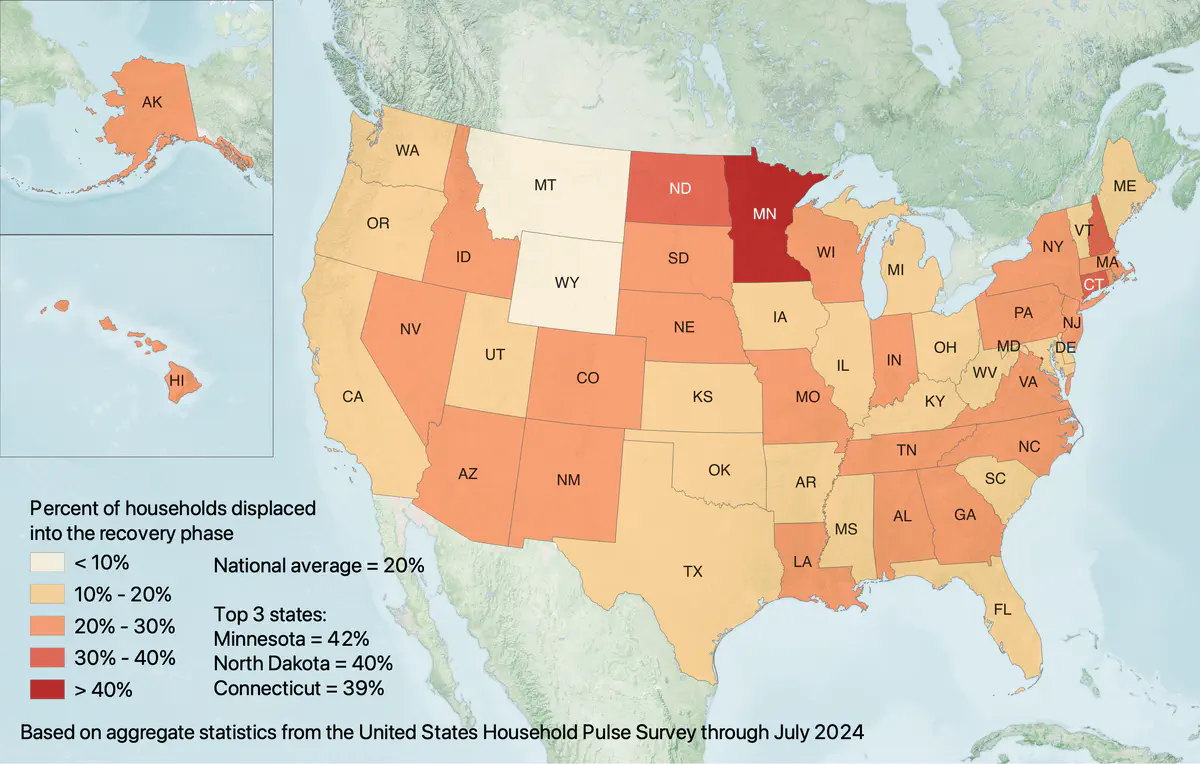 AK
HI
WA
MT
ND
MN
ME
OR
VT
NY
ID
SD
WI
MI
MA
WY
CT
IA
NE
PA
NV
NJ
UT
OH
MD
DE
CO
IL
IN
WV
VA
CA
KS
MO
KY
AZ
NM
OK
TN
NC
AR
SC
MS
AL
GA
LA
TX
FL
Percent of households displaced
into the recovery phase
< 10%
10% - 20%
20% - 30%
30% - 40%
> 40%
National average = 20%
Top 3 states:
Minnesota = 42%
North Dakota = 40%
Connecticut = 39%
Based on aggregate statistics from the United States Household Pulse Survey through July 2024